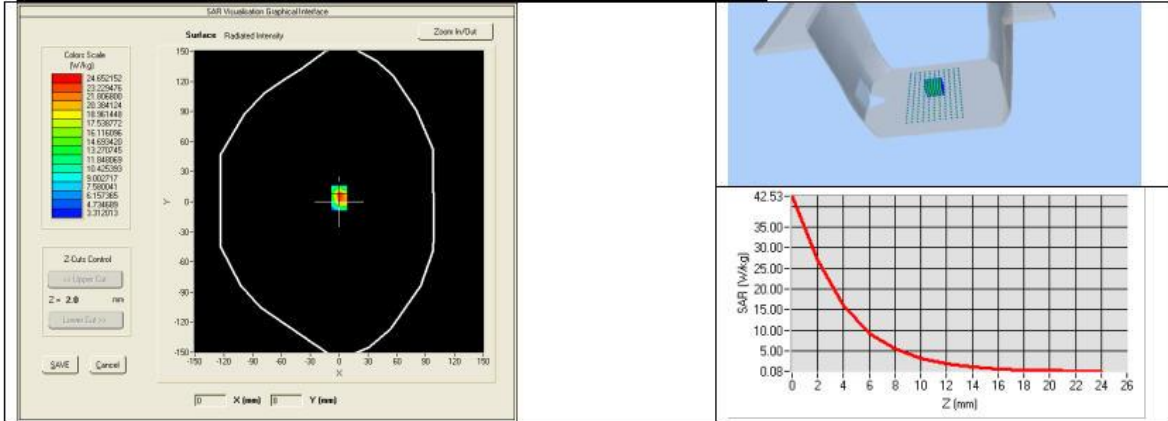 SAR Visualisation Graphical Interface
Surface Radiated Intensity
Zoom In/Out
Colors Scale
(W/kg)
24.652152
23.229476
21.806800
20.384124
18.961448
17.538772
16.116096
14.693420
13.270745
11.848069
10.425393
9.002717
7.580041
6.157365
4.734689
3.312013
Z-Cuts Control
<< Upper Cut
Z = 2.0 mm
Lower Cut >>
SAVE Cancel
150
120
90
60
30
0
-30
-60
-90
-120
-150
Y
-150 -120 -90 -60 -30 0 30 60 90 120 150
X
0 X (mm) 0 Y (mm)
42.53
35.00
30.00
25.00
20.00
15.00
10.00
5.00
0.08
SAR (W/kg)
0 2 4 6 8 10 12 14 16 18 20 22 24 26
Z (mm)